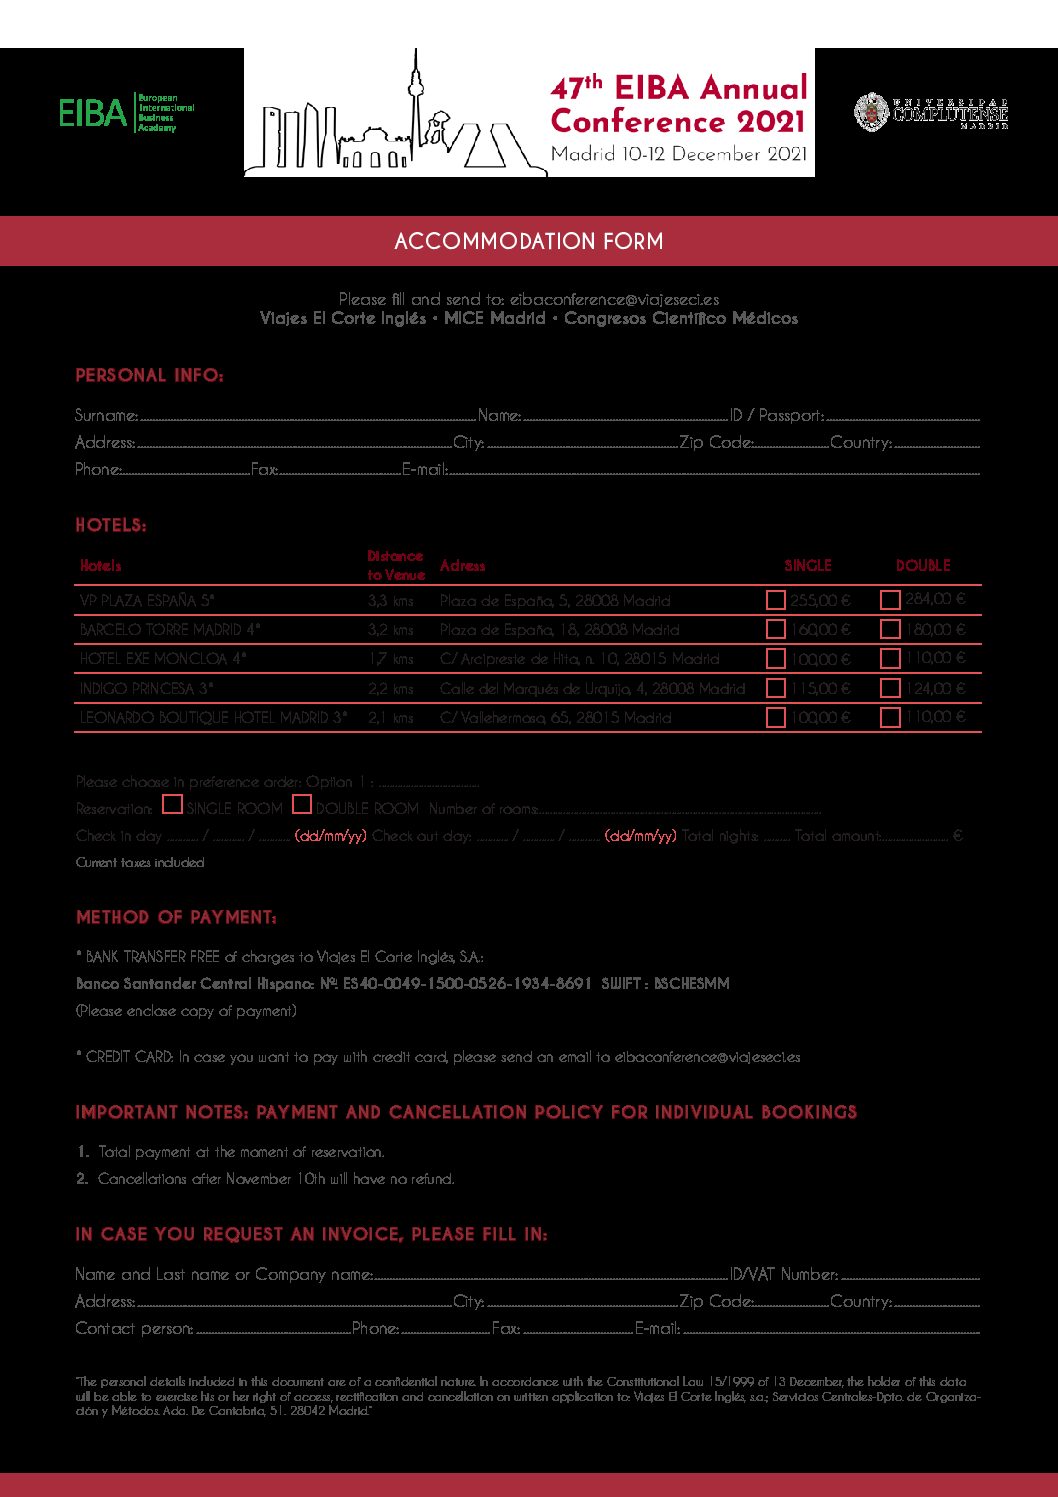 EIBA European
International
Business
Academy
47th EIBA Annual
Conference 2021
Madrid 10-12 December 2021
UNIVERSIDAD
COMPLUTENSE
MADRID
ACCOMMODATION FORM
Please fill and send to: eibaconference@viajeseci.es
Viajes El Corte Inglés • MICE Madrid • Congresos Científico Médicos
PERSONAL INFO:
Surname: Name: ID / Passport:
Address: City: Zip Code: Country:
Phone: Fax: E-mail:
HOTELS:
Hotels Distance to Venue Adress SINGLE DOUBLE
VP PLAZA ESPAÑA 5* 3,3 kms Plaza de España, 5, 28008 Madrid 255,00 € 284,00 €
BARCELO TORRE MADRID 4* 3,2 kms Plaza de España, 18, 28008 Madrid 160,00 € 180,00 €
HOTEL EXE MONCLOA 4* 1,7 kms C/ Arcipreste de Hita, n. 10, 28015 Madrid 100,00 € 110,00 €
INDIGO PRINCESA 3* 2,2 kms Calle del Marqués de Urquijo, 4, 28008 Madrid 115,00 € 124,00 €
LEONARDO BOUTIQUE HOTEL MADRID 3* 2,1 kms C/ Vallehermoso, 65, 28015 Madrid 100,00 € 110,00 €
Please choose in preference order: Option 1 :
Reservation: SINGLE ROOM DOUBLE ROOM Number of rooms:
Check in day / / (dd/mm/yy) Check out day: / / (dd/mm/yy) Total nights: Total amount: €
Current taxes included
METHOD OF PAYMENT:
* BANK TRANSFER FREE of charges to Viajes El Corte Inglés, S.A.:
Banco Santander Central Hispano: Nº: ES40-0049-1500-0526-1934-8691 SWIFT : BSCHESMM
(Please enclose copy of payment)
* CREDIT CARD: In case you want to pay with credit card, please send an email to eibaconference@viajeseci.es
IMPORTANT NOTES: PAYMENT AND CANCELLATION POLICY FOR INDIVIDUAL BOOKINGS
1. Total payment at the moment of reservation.
2. Cancellations after November 10th will have no refund.
IN CASE YOU REQUEST AN INVOICE, PLEASE FILL IN:
Name and Last name or Company name: ID/VAT Number:
Address: City: Zip Code: Country:
Contact person: Phone: Fax: E-mail:
"The personal details included in this document are of a confidential nature. In accordance with the Constitutional Law 15/1999 of 13 December, the holder of this data
will be able to exercise his or her right of access, rectification and cancellation on written application to: Viajes El Corte Inglés, s.a.; Servicios Centrales-Dpto. de Organiza-
ción y Métodos. Ada. De Cantabria, 51. 28042 Madrid."